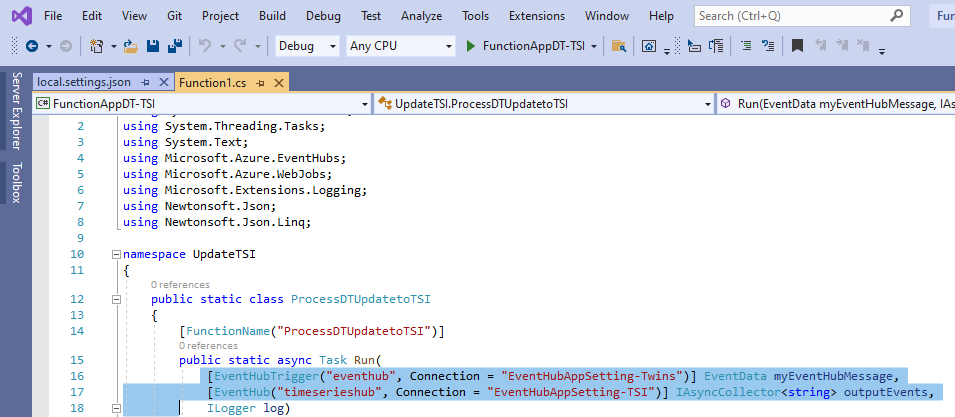 File Edit View Git Project Build Debug Test Analyze Tools Extensions Window Help Search (Ctrl+Q) Fun
Debug Any CPU FunctionAppDT-TSI
Server Explorer
Toolbox
local.settings.json Function1.cs
C# FunctionAppDT-TSI UpdateTSI.ProcessDTUpdatetoTSI Run(EventData myEventHubMessage, IAs
2 using System.Threading.Tasks;
3 using System.Text;
4 using Microsoft.Azure.EventHubs;
5 using Microsoft.Azure.WebJobs;
6 using Microsoft.Extensions.Logging;
7 using Newtonsoft.Json;
8 using Newtonsoft.Json.Linq;
9
10 namespace UpdateTSI
11 {
0 references
12 public static class ProcessDTUpdatetoTSI
13 {
14 [FunctionName("ProcessDTUpdatetoTSI")]
0 references
15 public static async Task Run(
16 [EventHubTrigger("eventhub", Connection = "EventHubAppSetting-Twins")] EventData myEventHubMessage,
17 [EventHub("timeserieshub", Connection = "EventHubAppSetting-TSI")] IAsyncCollector<string> outputEvents,
18 ILogger log)